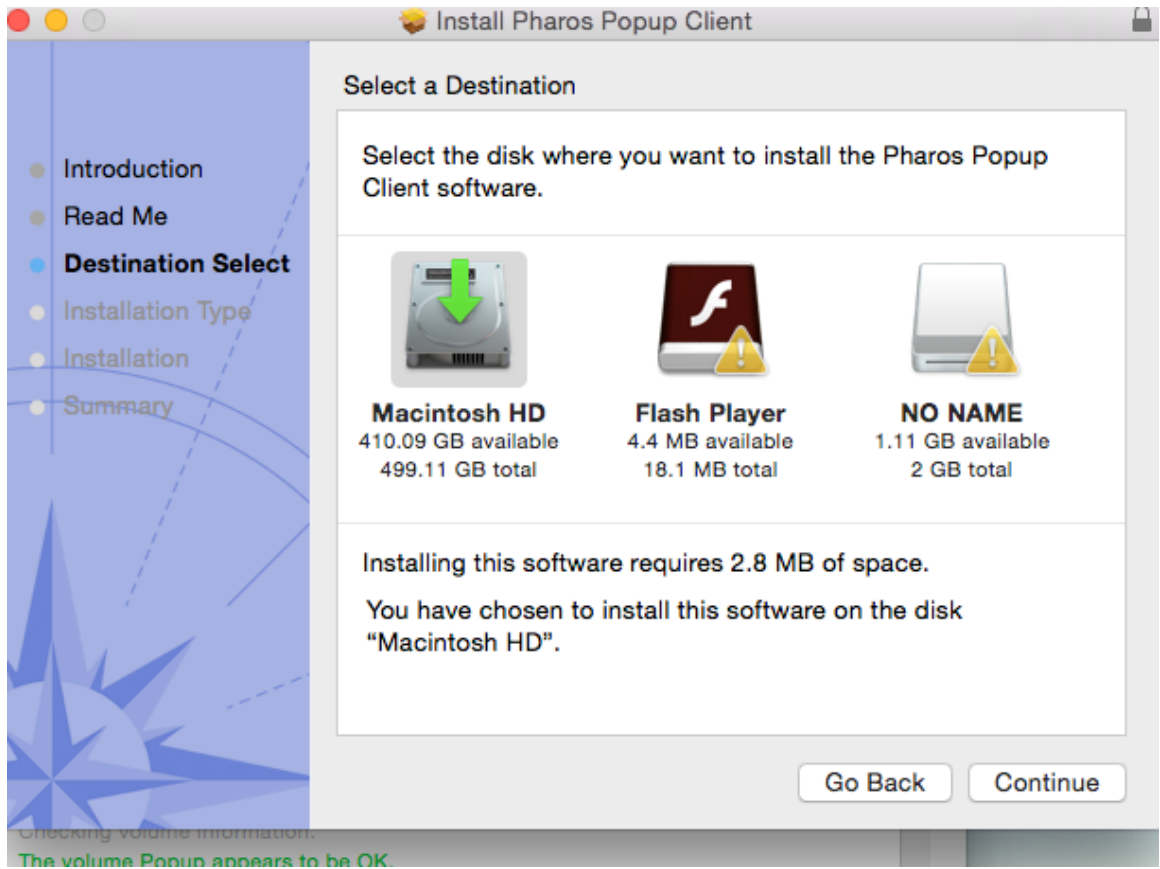 Install Pharos Popup Client
Select a Destination
Introduction
Read Me
Destination Select
Installation Type
Installation
Summary
Select the disk where you want to install the Pharos Popup
Client software.
Macintosh HD
410.09 GB available
499.11 GB total
Flash Player
4.4 MB available
18.1 MB total
NO NAME
1.11 GB available
2 GB total
Installing this software requires 2.8 MB of space.
You have chosen to install this software on the disk
“Macintosh HD”.
Go Back
Continue
Checking volume information.
The volume Popup appears to be OK.